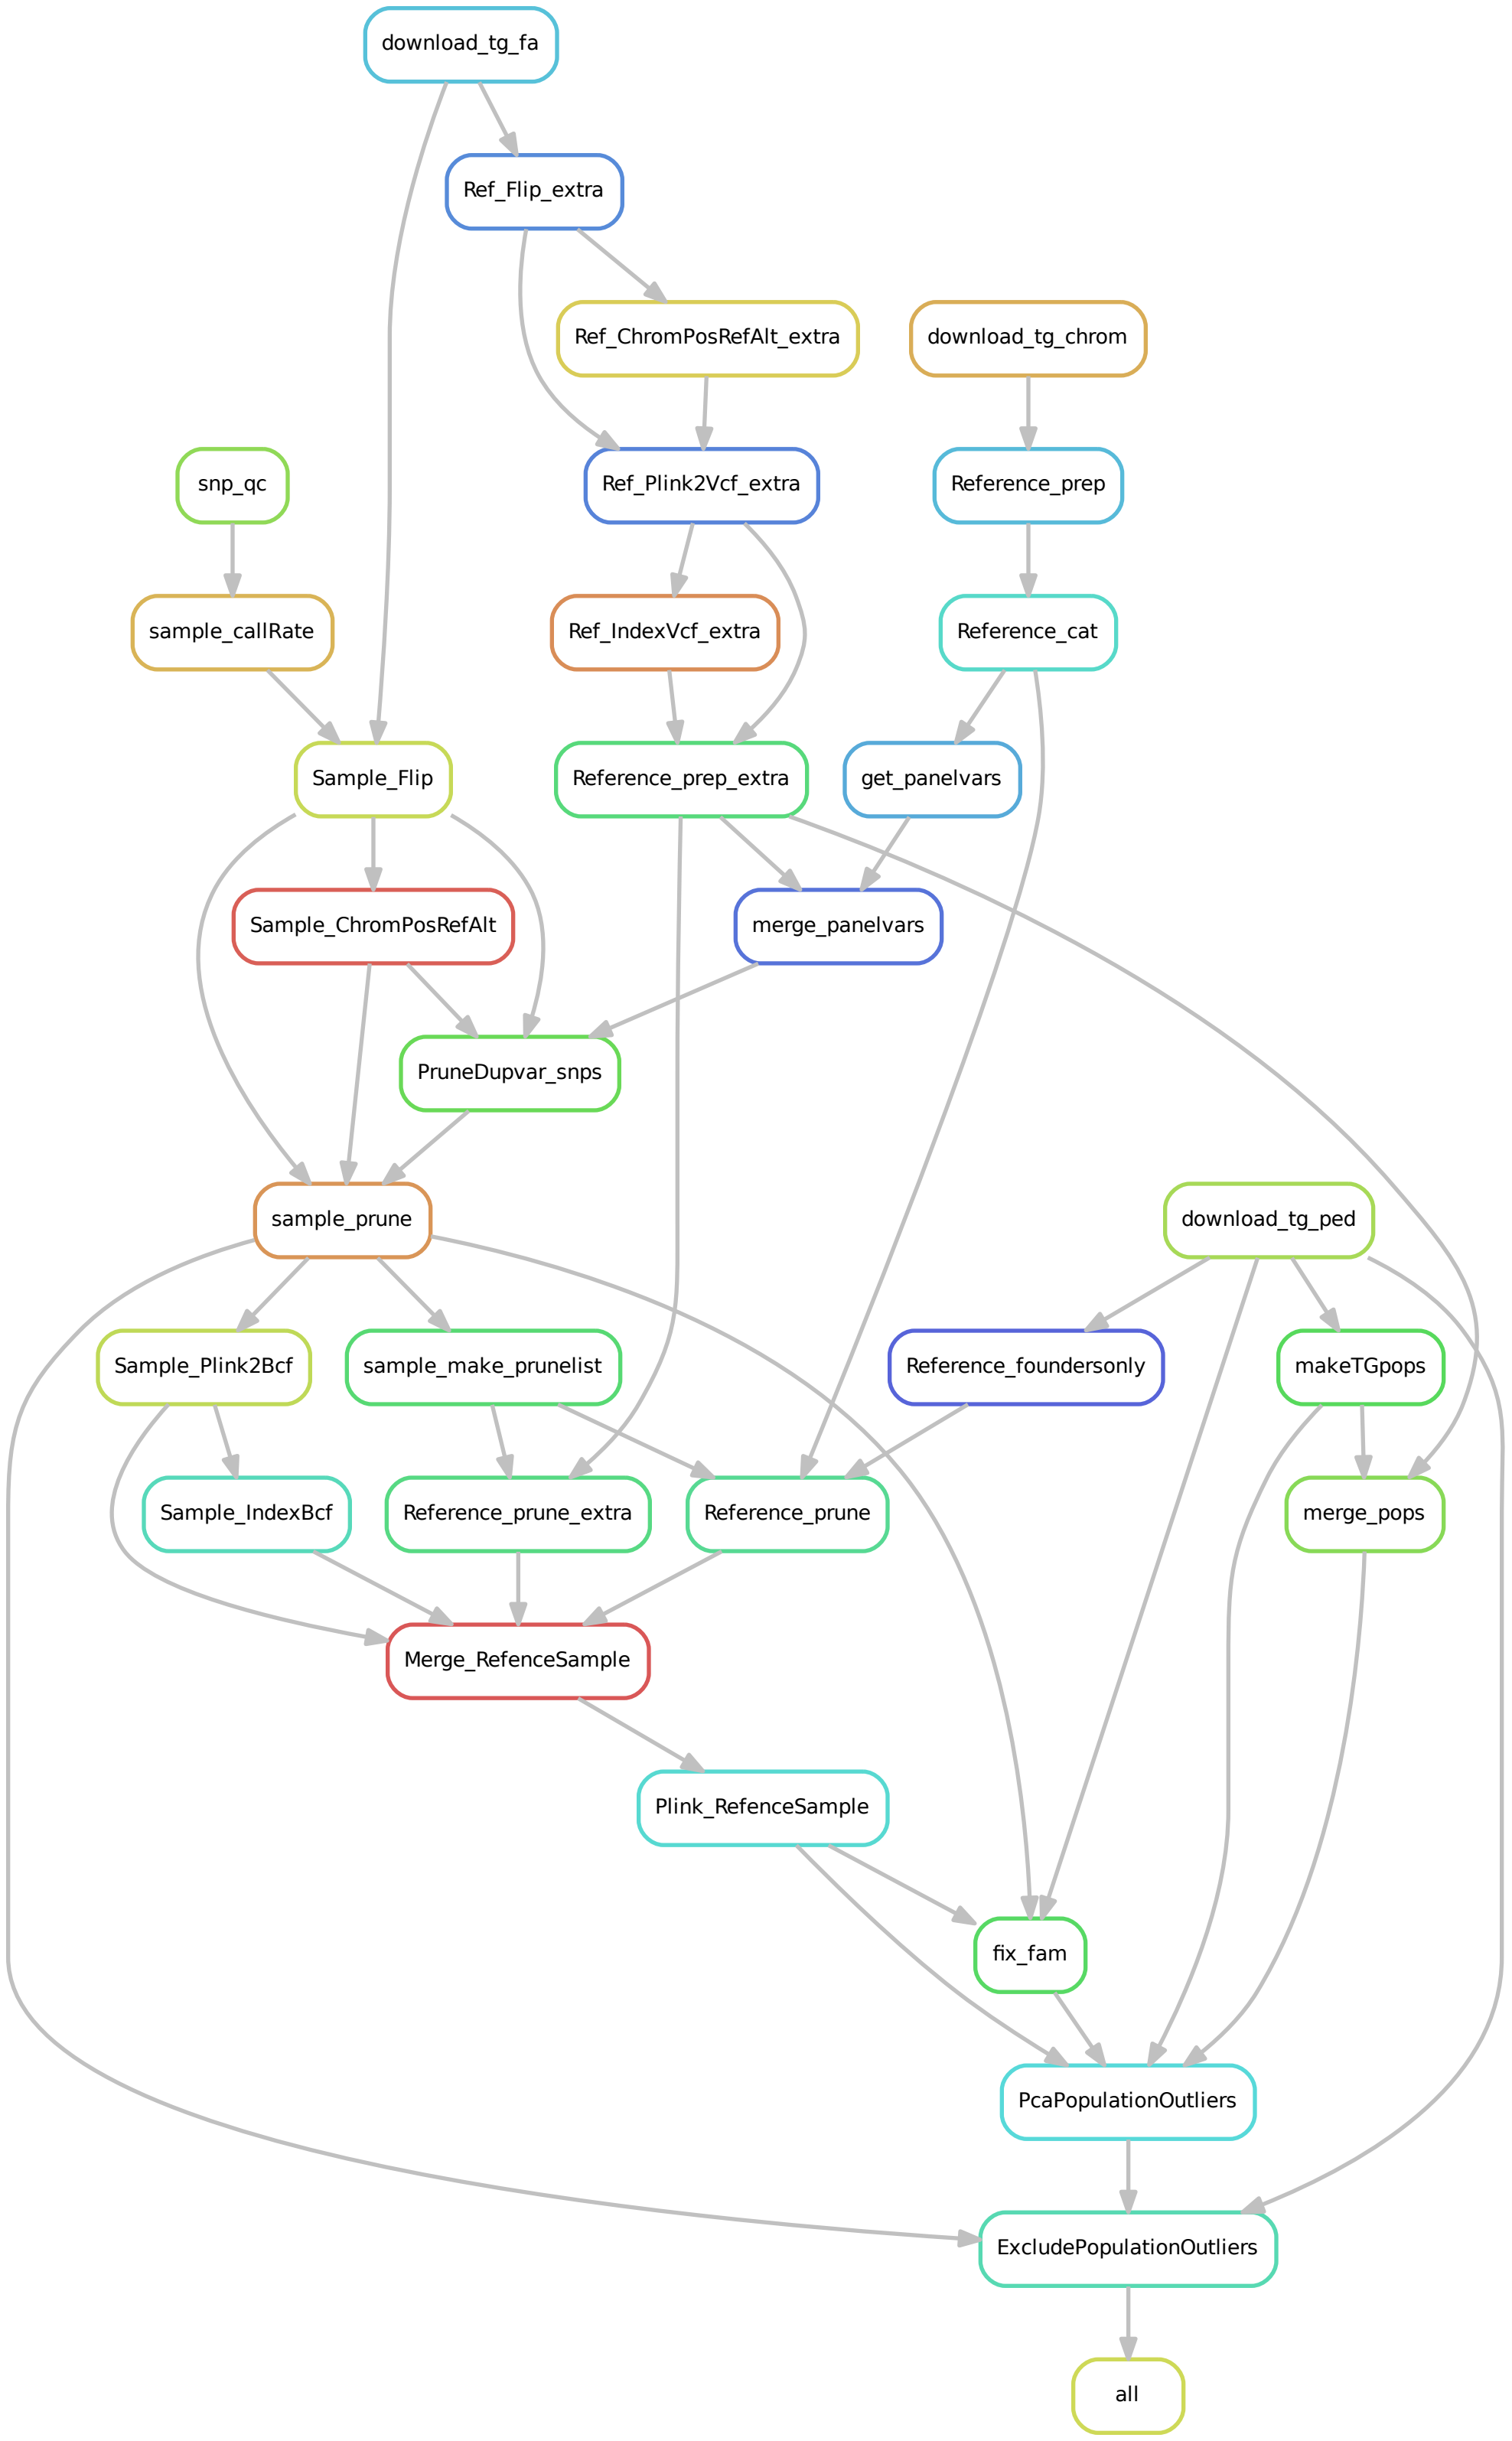 download_tg_fa
Ref_Flip_extra
Ref_ChromPosRefAlt_extra
download_tg_chrom
snp_qc
Ref_Plink2Vcf_extra
Reference_prep
sample_callRate
Ref_IndexVcf_extra
Reference_cat
Sample_Flip
Reference_prep_extra
get_panelvars
Sample_ChromPosRefAlt
merge_panelvars
PruneDupvar_snps
sample_prune
download_tg_ped
Sample_Plink2Bcf
sample_make_prunelist
Reference_foundersonly
makeTGpops
Sample_IndexBcf
Reference_prune_extra
Reference_prune
merge_pops
Merge_RefenceSample
Plink_RefenceSample
fix_fam
PcaPopulationOutliers
ExcludePopulationOutliers
all